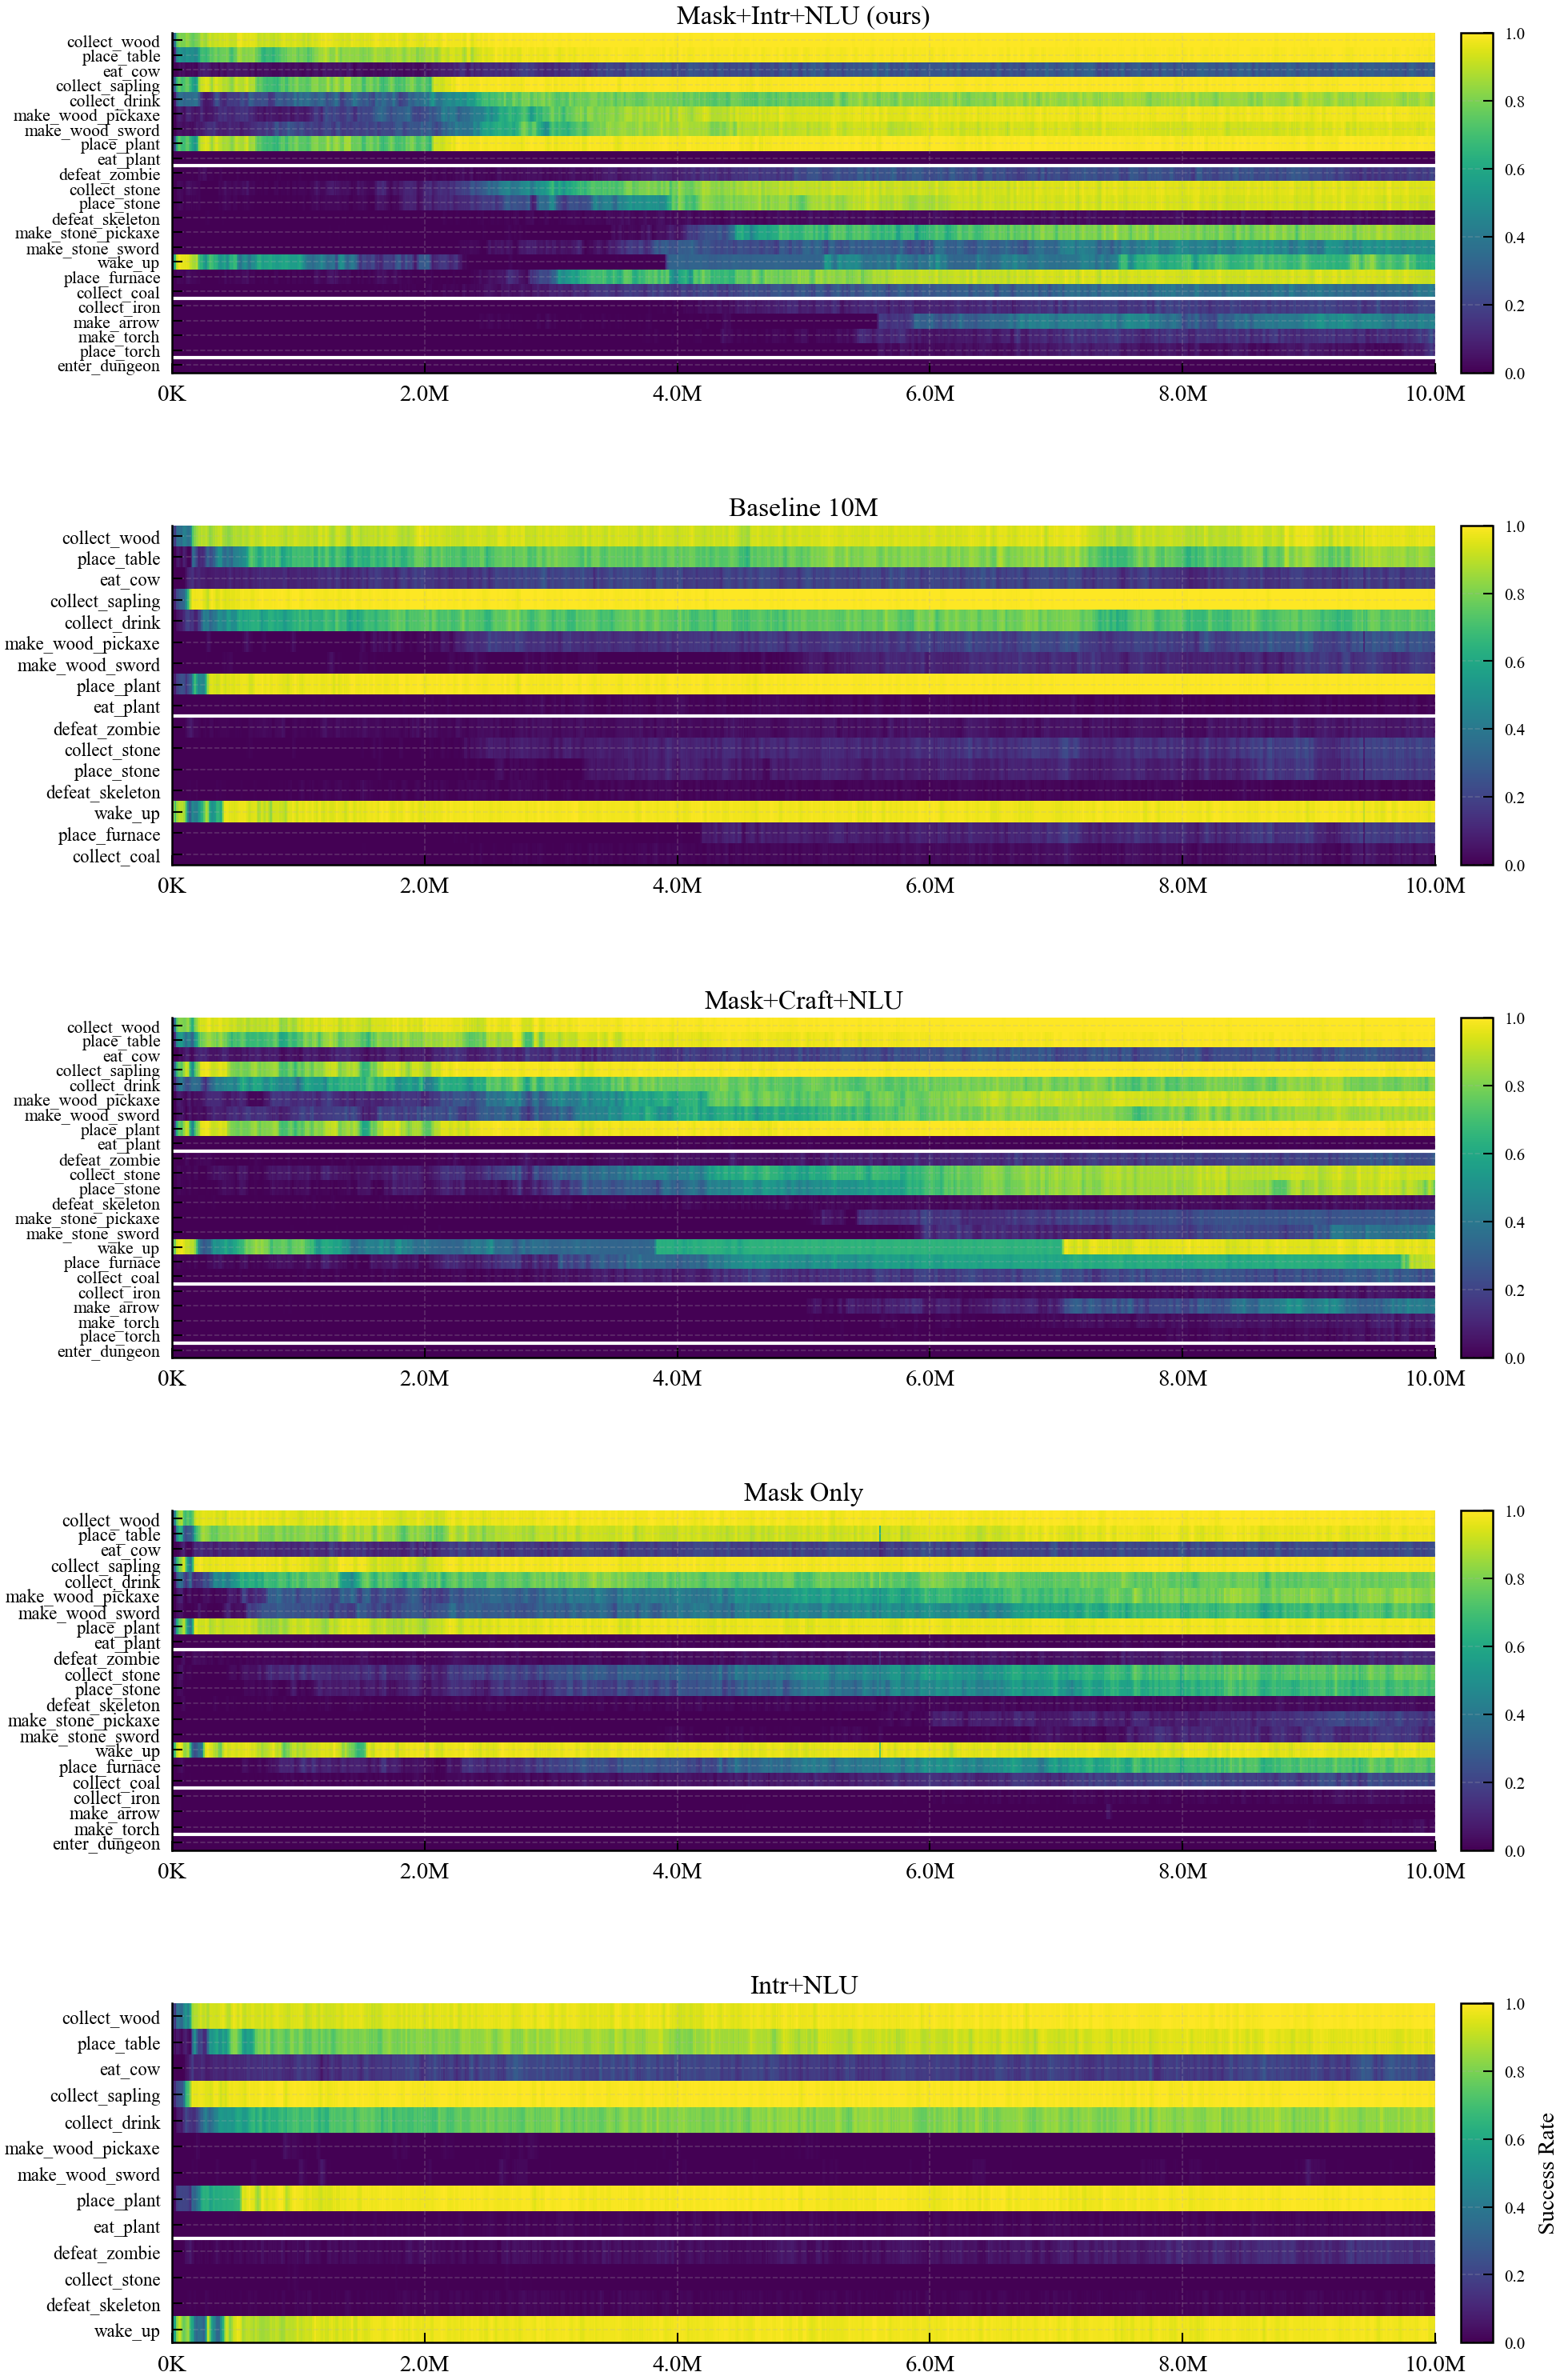 Mask+Intr+NLU (ours)
collect_wood
place_table
eat_cow
collect_sapling
collect_drink
make_wood_pickaxe
make_wood_sword
place_plant
eat_plant
defeat_zombie
collect_stone
place_stone
defeat_skeleton
make_stone_pickaxe
make_stone_sword
wake_up
place_furnace
collect_coal
collect_iron
make_arrow
make_torch
place_torch
enter_dungeon
0K 2.0M 4.0M 6.0M 8.0M 10.0M
1.0
0.8
0.6
0.4
0.2
0.0
Baseline 10M
collect_wood
place_table
eat_cow
collect_sapling
collect_drink
make_wood_pickaxe
make_wood_sword
place_plant
eat_plant
defeat_zombie
collect_stone
place_stone
defeat_skeleton
wake_up
place_furnace
collect_coal
0K 2.0M 4.0M 6.0M 8.0M 10.0M
1.0
0.8
0.6
0.4
0.2
0.0
Mask+Craft+NLU
collect_wood
place_table
eat_cow
collect_sapling
collect_drink
make_wood_pickaxe
make_wood_sword
place_plant
eat_plant
defeat_zombie
collect_stone
place_stone
defeat_skeleton
make_stone_pickaxe
make_stone_sword
wake_up
place_furnace
collect_coal
collect_iron
make_arrow
make_torch
place_torch
enter_dungeon
0K 2.0M 4.0M 6.0M 8.0M 10.0M
1.0
0.8
0.6
0.4
0.2
0.0
Mask Only
collect_wood
place_table
eat_cow
collect_sapling
collect_drink
make_wood_pickaxe
make_wood_sword
place_plant
eat_plant
defeat_zombie
collect_stone
place_stone
defeat_skeleton
make_stone_pickaxe
make_stone_sword
wake_up
place_furnace
collect_coal
collect_iron
make_arrow
make_torch
enter_dungeon
0K 2.0M 4.0M 6.0M 8.0M 10.0M
1.0
0.8
0.6
0.4
0.2
0.0
Intr+NLU
collect_wood
place_table
eat_cow
collect_sapling
collect_drink
make_wood_pickaxe
make_wood_sword
place_plant
eat_plant
defeat_zombie
collect_stone
defeat_skeleton
wake_up
0K 2.0M 4.0M 6.0M 8.0M 10.0M
1.0
0.8
0.6
0.4
0.2
0.0
Success Rate